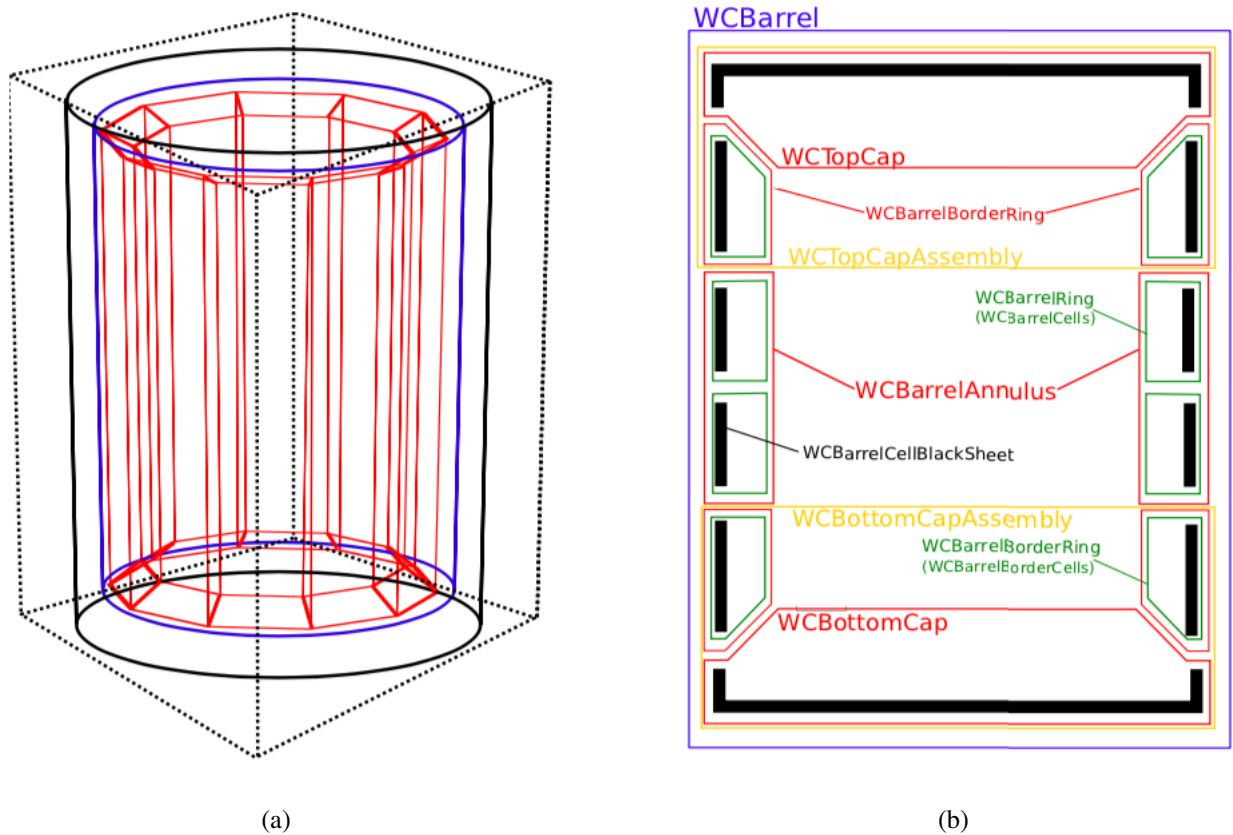 WCBarrel
WCTopCap
WCBarrelBorderRing
WCTopCapAssembly
WCBarrelRing
(WCBarrelCells)
WCBarrelAnnulus
WCBarrelCellBlackSheet
WCBottomCapAssembly
WCBarrelBorderRing
(WCBarrelBorderCells)
WCBottomCap
(a)
(b)